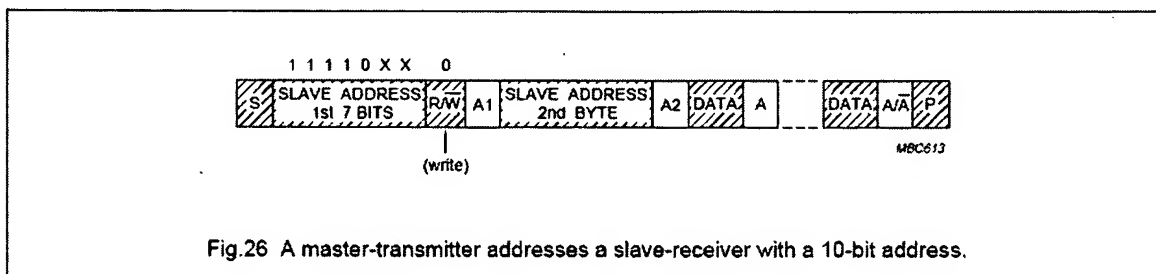 1 1 1 1 0 X X 0
S SLAVE ADDRESS 1st 7 BITS R/W̅ A1 SLAVE ADDRESS 2nd BYTE A2 DATA A DATA A/A̅ P
(write)
MBC613
Fig.26 A master-transmitter addresses a slave-receiver with a 10-bit address.